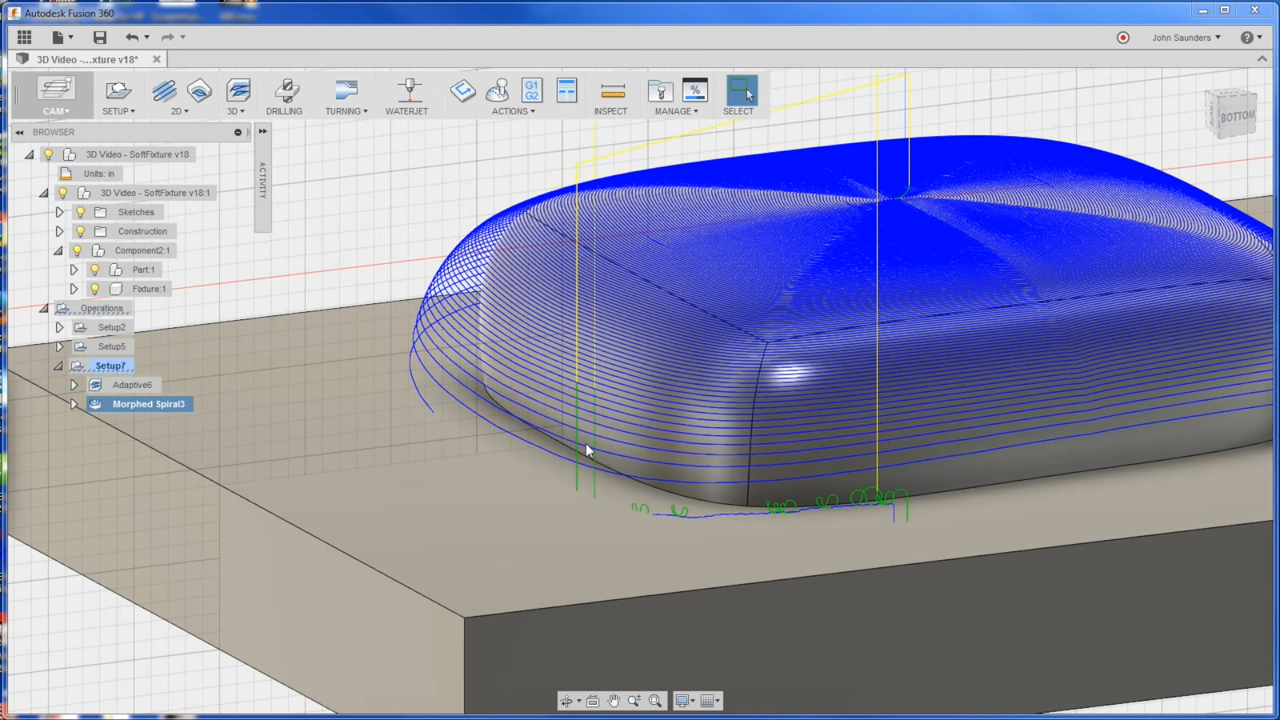 Autodesk Fusion 360
John Saunders
3D Video -...xture v18*
CAM
SETUP
2D
3D
DRILLING
TURNING
WATERJET
G1
G2
ACTIONS
INSPECT
%
MANAGE
SELECT
BROWSER
ACTIVITY
BOTTOM
3D Video - SoftFixture v18
Units: in
3D Video - SoftFixture v18:1
Sketches
Construction
Component2:1
Part:1
Fixture:1
Operations
Setup2
Setup5
Setup7
Adaptive6
Morphed Spiral3